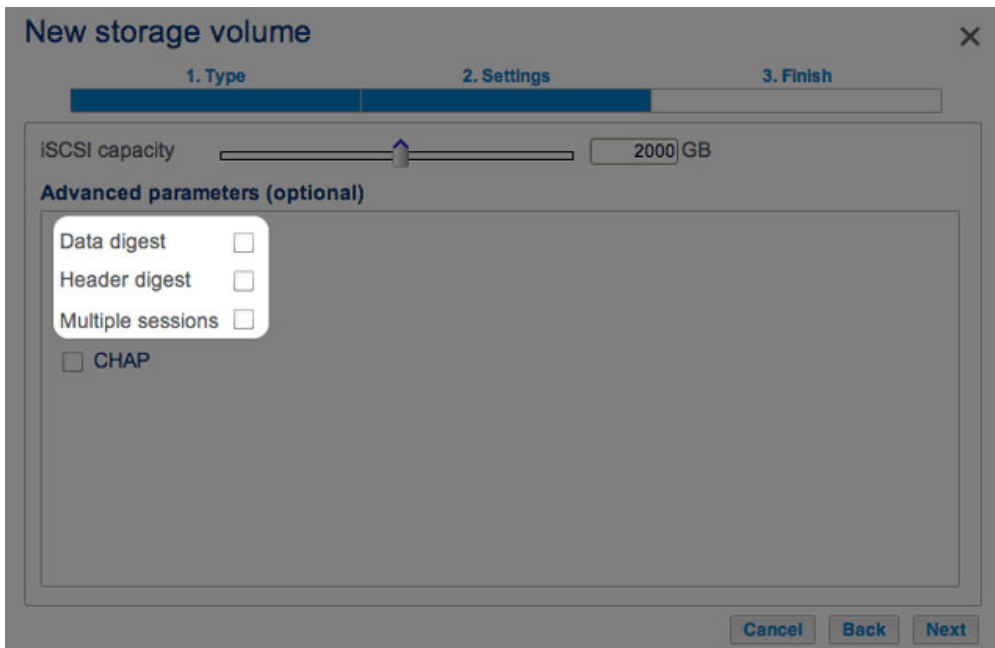 New storage volume
1. Type 2. Settings 3. Finish
iSCSI capacity 2000 GB
Advanced parameters (optional)
Data digest
Header digest
Multiple sessions
CHAP
Cancel Back Next